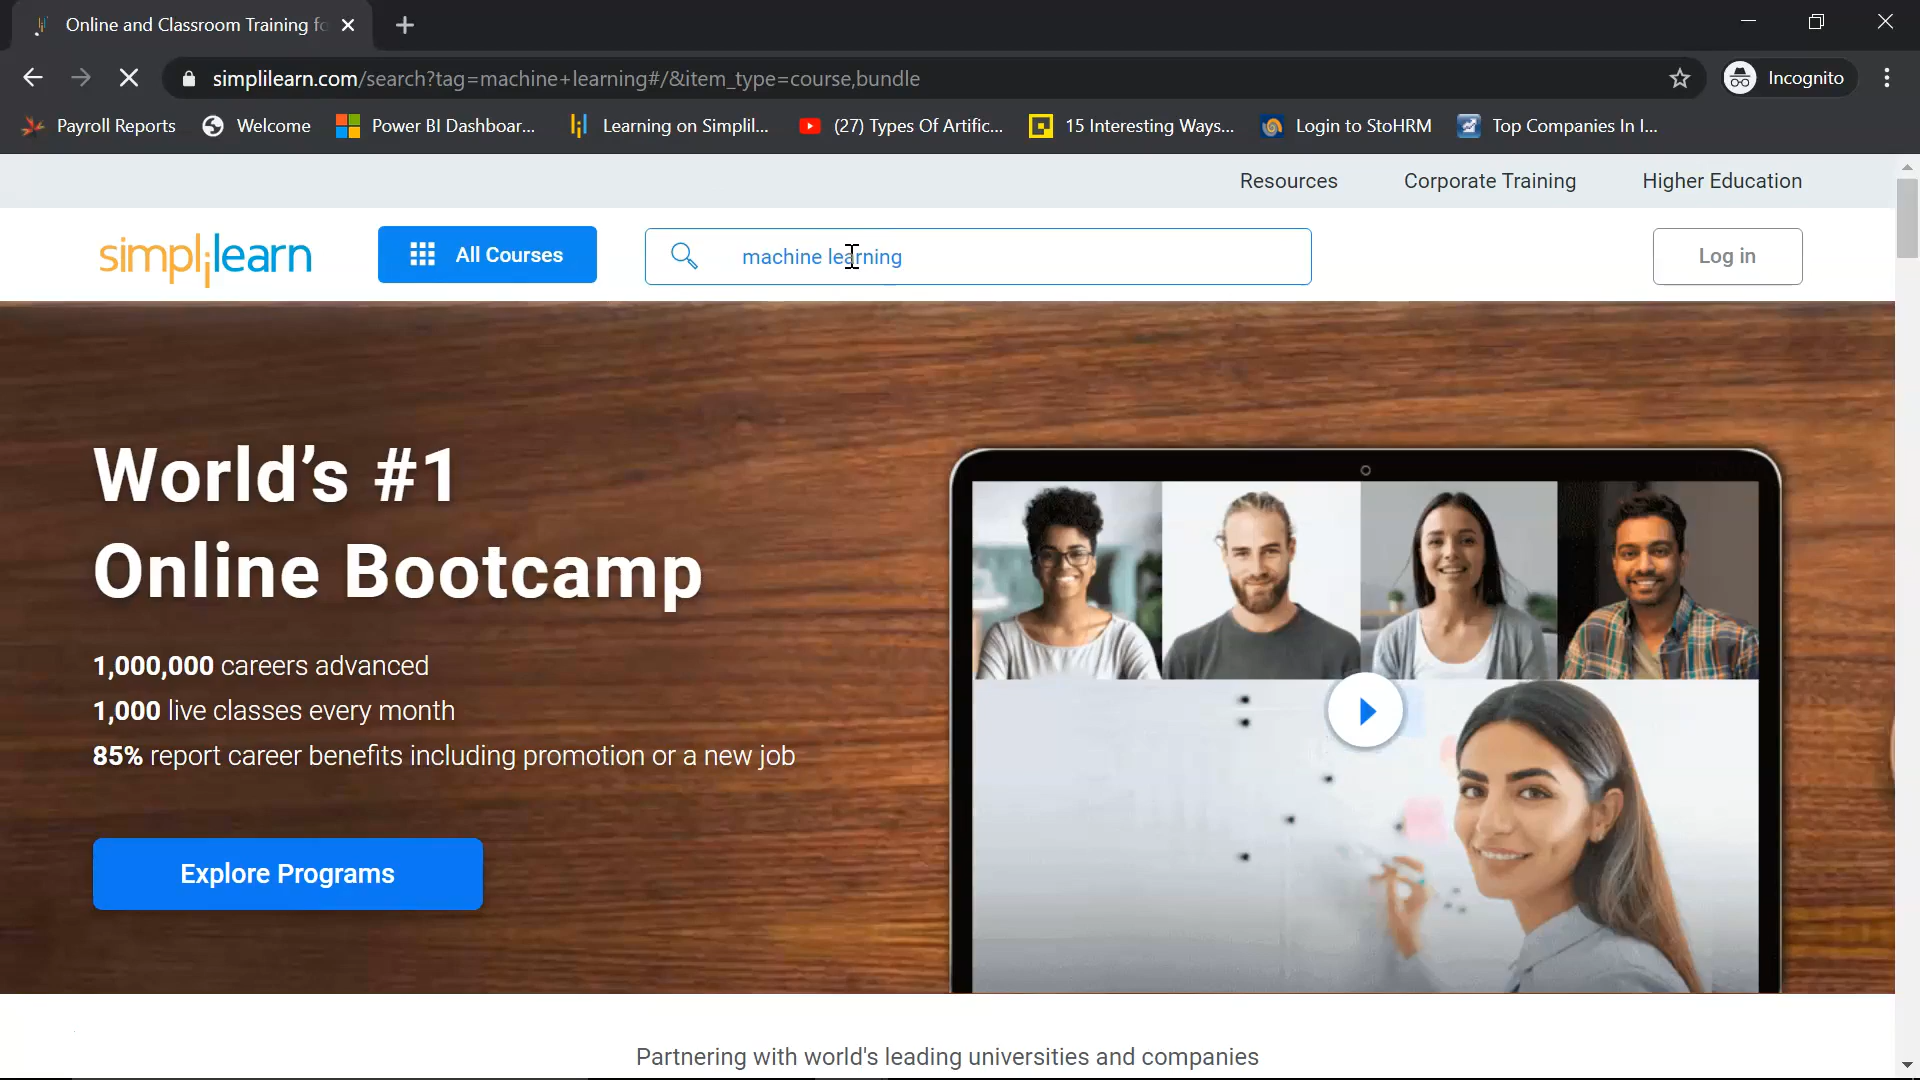 Online and Classroom Training fo
simplilearn.com/search?tag=machine+learning#/&item_type=course,bundle
Incognito
Payroll Reports
Welcome
Power BI Dashboar...
Learning on Simplil...
(27) Types Of Artific...
15 Interesting Ways...
Login to StoHRM
Top Companies In I...
Resources
Corporate Training
Higher Education
simplilearn
All Courses
machine learning
Log in
World's #1
Online Bootcamp
1,000,000 careers advanced
1,000 live classes every month
85% report career benefits including promotion or a new job
Explore Programs
Partnering with world's leading universities and companies